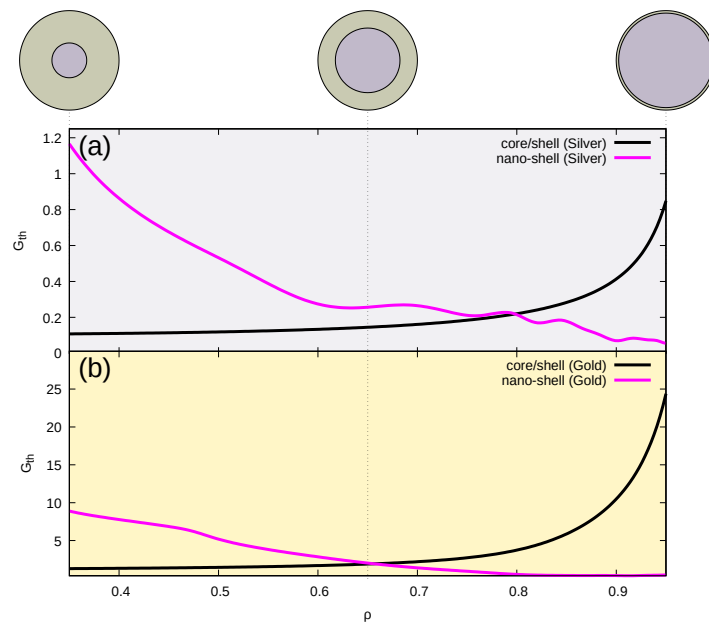 (a)
core/shell (Silver)
nano-shell (Silver)
1.2
1
0.8
0.6
0.4
0.2
0
G_th
(b)
core/shell (Gold)
nano-shell (Gold)
25
20
15
10
5
G_th
0.4 0.5 0.6 0.7 0.8 0.9
ρ